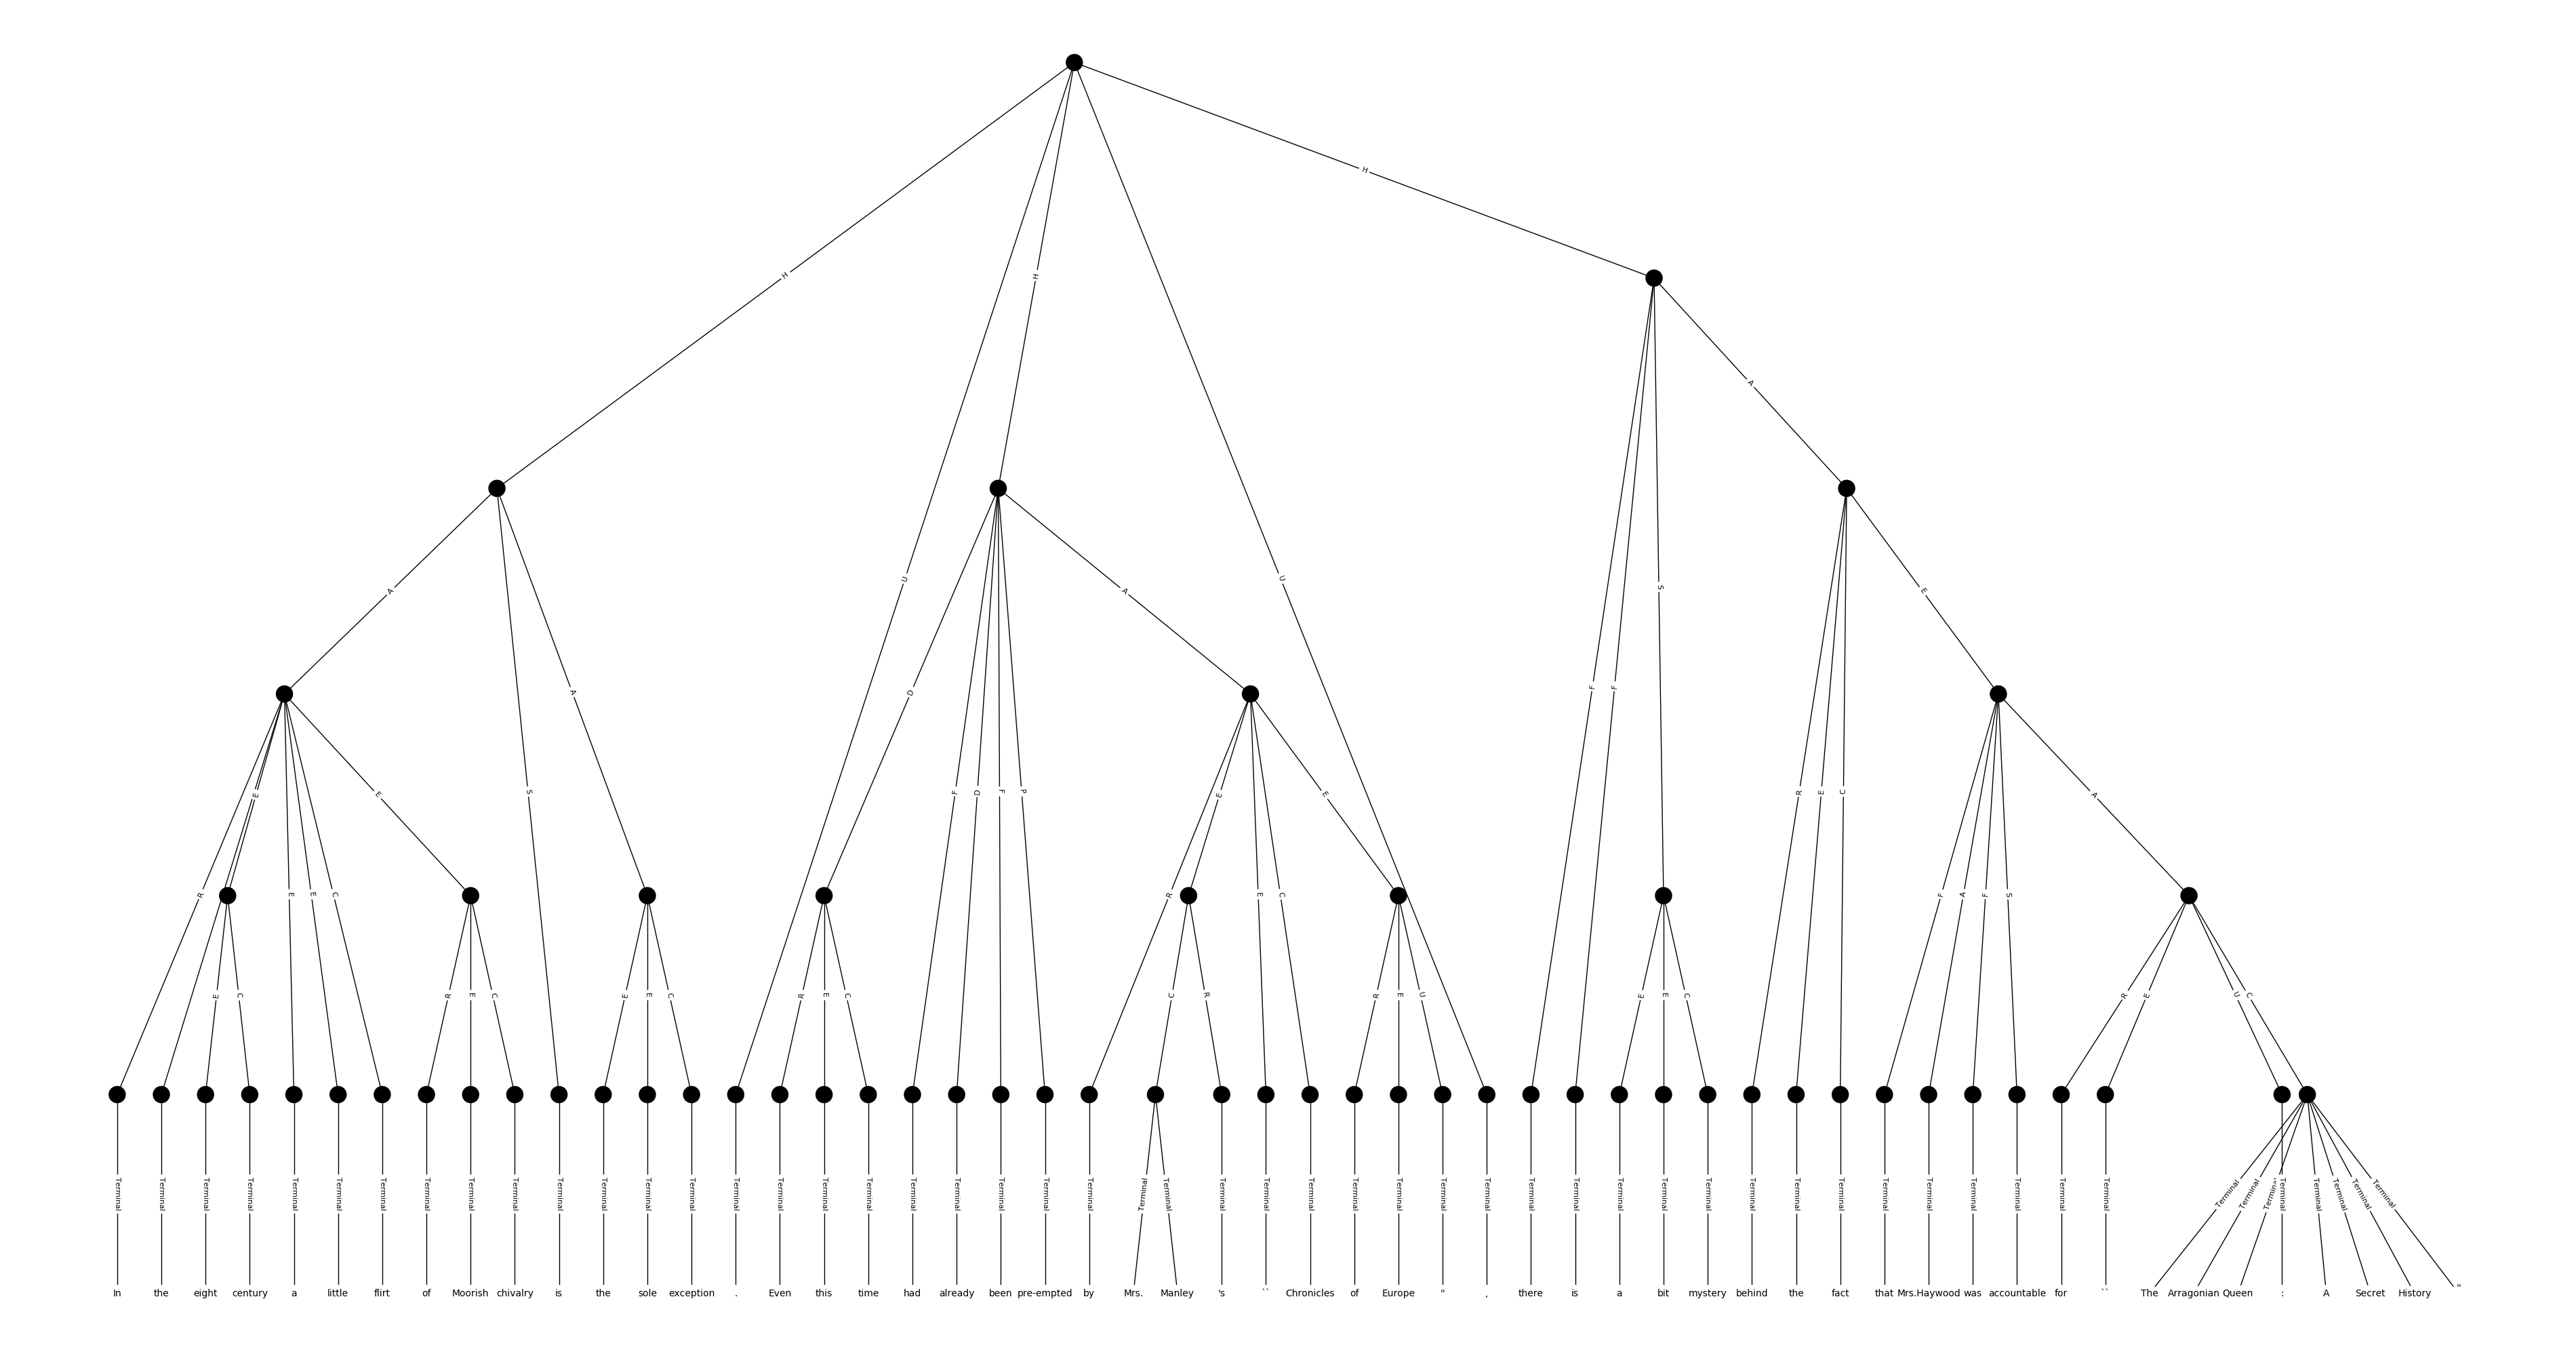 H
H
U
H
U
H
A
S
A
D
F
D
F
P
A
F
F
S
A
R E E E E C E
R E C E
R E E C
F A F S A
E C R E C E E C R E C C R R E U E E C R E U C
Terminal Terminal Terminal Terminal Terminal Terminal Terminal Terminal Terminal Terminal Terminal Terminal Terminal Terminal Terminal Terminal Terminal Terminal Terminal Terminal Terminal Terminal Terminal Terminal Terminal Terminal Terminal Terminal Terminal Terminal Terminal Terminal Terminal Terminal Terminal Terminal Terminal Terminal Terminal Terminal Terminal Terminal Terminal Terminal Terminal Terminal Terminal Terminal Terminal Terminal Terminal Terminal Terminal Terminal
In the eight century a little flirt of Moorish chivalry is the sole exception . Even this time had already been pre-empted by Mrs. Manley 's `` Chronicles of Europe " , there is a bit mystery behind the fact that Mrs.Haywood was accountable for `` The Arragonian Queen : A Secret History "